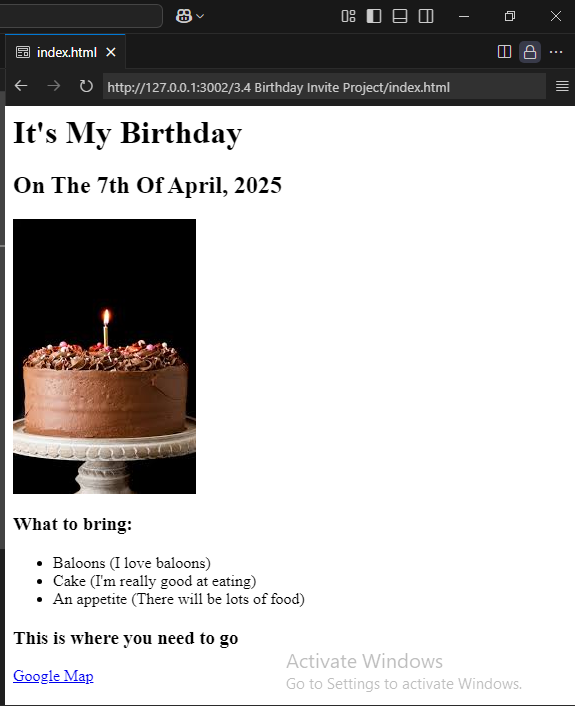 index.html
http://127.0.0.1:3002/3.4 Birthday Invite Project/index.html
It's My Birthday
On The 7th Of April, 2025
What to bring:
Baloons (I love baloons)
Cake (I'm really good at eating)
An appetite (There will be lots of food)
This is where you need to go
Google Map
Activate Windows
Go to Settings to activate Windows.